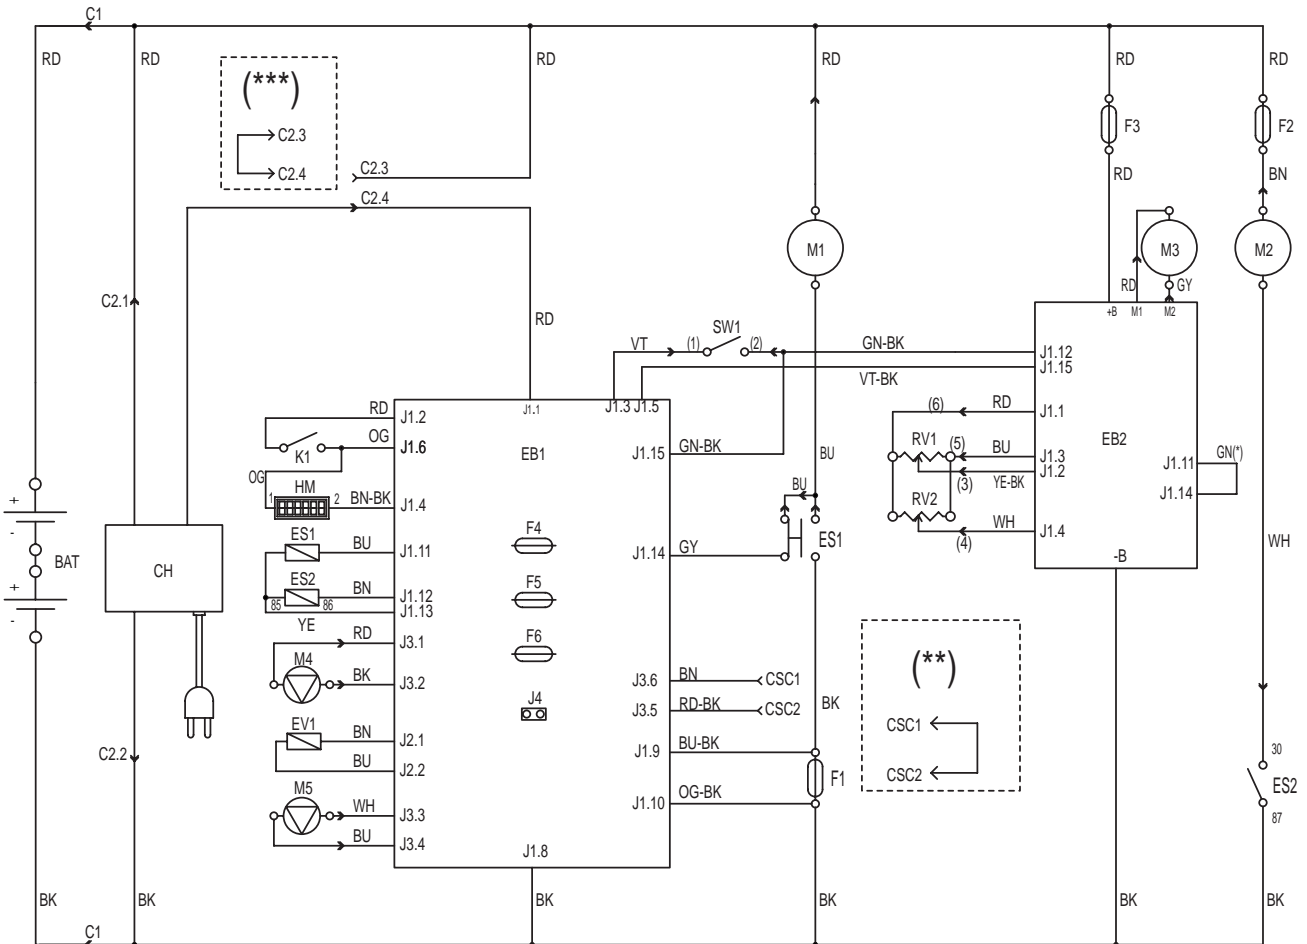 C1
RD
RD
(***)
C2.3
C2.4
RD
C2.3
C2.4
RD
RD
F3
RD
RD
F2
BN
M1
M3
M2
RD
GY
C2.1
RD
+B
M1
M2
VT
(1)
SW1
(2)
GN-BK
J1.12
VT-BK
J1.15
J1.1
J1.3
J1.5
RD
J1.2
OG
J1.6
K1
EB1
J1.15
GN-BK
OG
HM
1
2
BN-BK
J1.4
(6)
RD
J1.1
RV1
(5)
BU
J1.3
(3)
YE-BK
J1.2
RV2
WH
(4)
J1.4
EB2
J1.11
GN(*)
J1.14
-B
BU
BU
ES1
BU
J1.11
F4
J1.14
GY
ES1
WH
+
-
BAT
+
-
CH
ES2
BN
J1.12
85
86
J1.13
YE
F5
RD
J3.1
F6
M4
BK
J3.2
J3.6
BN
CSC1
J4
J3.5
RD-BK
CSC2
BK
(**)
CSC1
CSC2
EV1
BN
J2.1
BU
J2.2
J1.9
BU-BK
F1
C2.2
M5
WH
J3.3
J1.10
OG-BK
BU
J3.4
J1.8
30
ES2
87
BK
BK
BK
BK
BK
BK
C1